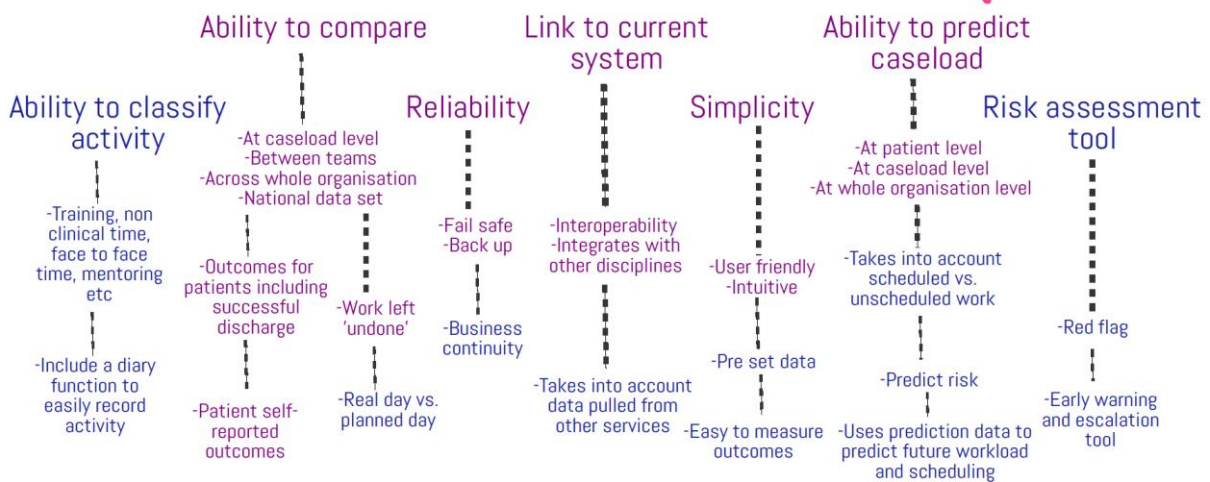 Ability to classify
activity
-Training, non
clinical time,
face to face
time, mentoring
etc
-Include a diary
function to
easily record
activity
Ability to compare
-At caseload level
-Between teams
-Across whole organisation
-National data set
-Outcomes for
patients including
successful
discharge
-Patient self-
reported
outcomes
-Work left
'undone'
-Real day vs.
planned day
Reliability
-Fail safe
-Back up
-Business
continuity
Link to current
system
-Interoperability
-Integrates with
other disciplines
-Takes into account
data pulled from
other services
Simplicity
-User friendly
-Intuitive
-Pre set data
-Easy to measure
outcomes
Ability to predict
caseload
-At patient level
-At caseload level
-At whole organisation level
-Takes into account
scheduled vs.
unscheduled work
-Predict risk
-Uses prediction data to
predict future workload
and scheduling
Risk assessment
tool
-Red flag
-Early warning
and escalation
tool